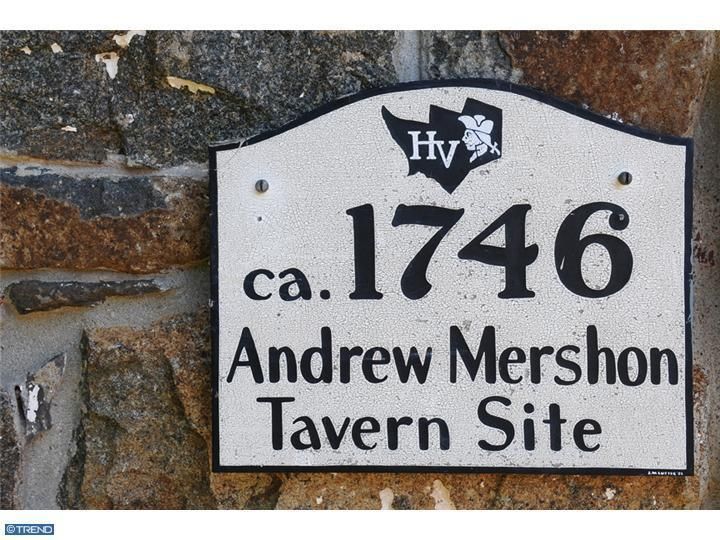 HV
ca. 1746
Andrew Mershon
Tavern Site
©TREND